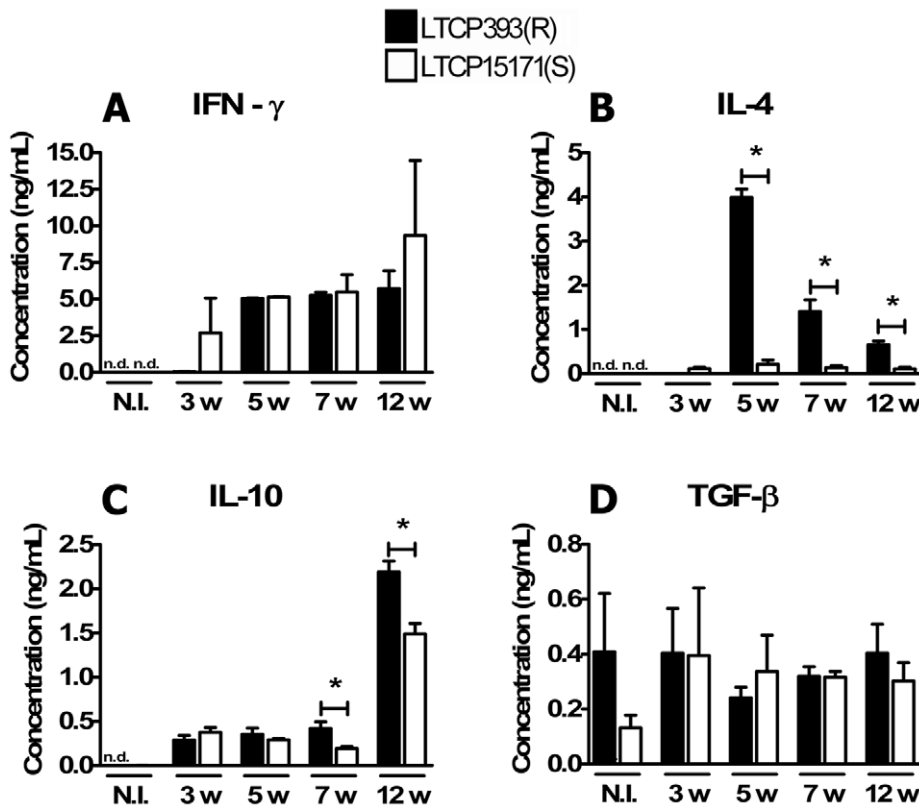 LTCP393(R)
LTCP15171(S)
A IFN - γ
Concentration (ng/mL)
15.0
12.5
10.0
7.5
5.0
2.5
0.0
n.d. n.d.
N.I. 3 w 5 w 7 w 12 w
B IL-4
Concentration (ng/mL)
5
4
3
2
1
0
n.d. n.d.
* * *
N.I. 3 w 5 w 7 w 12 w
C IL-10
Concentration (ng/mL)
2.5
2.0
1.5
1.0
0.5
0.0
n.d.
* *
N.I. 3 w 5 w 7 w 12 w
D TGF-β
Concentration (ng/mL)
0.8
0.6
0.4
0.2
0.0
N.I. 3 w 5 w 7 w 12 w